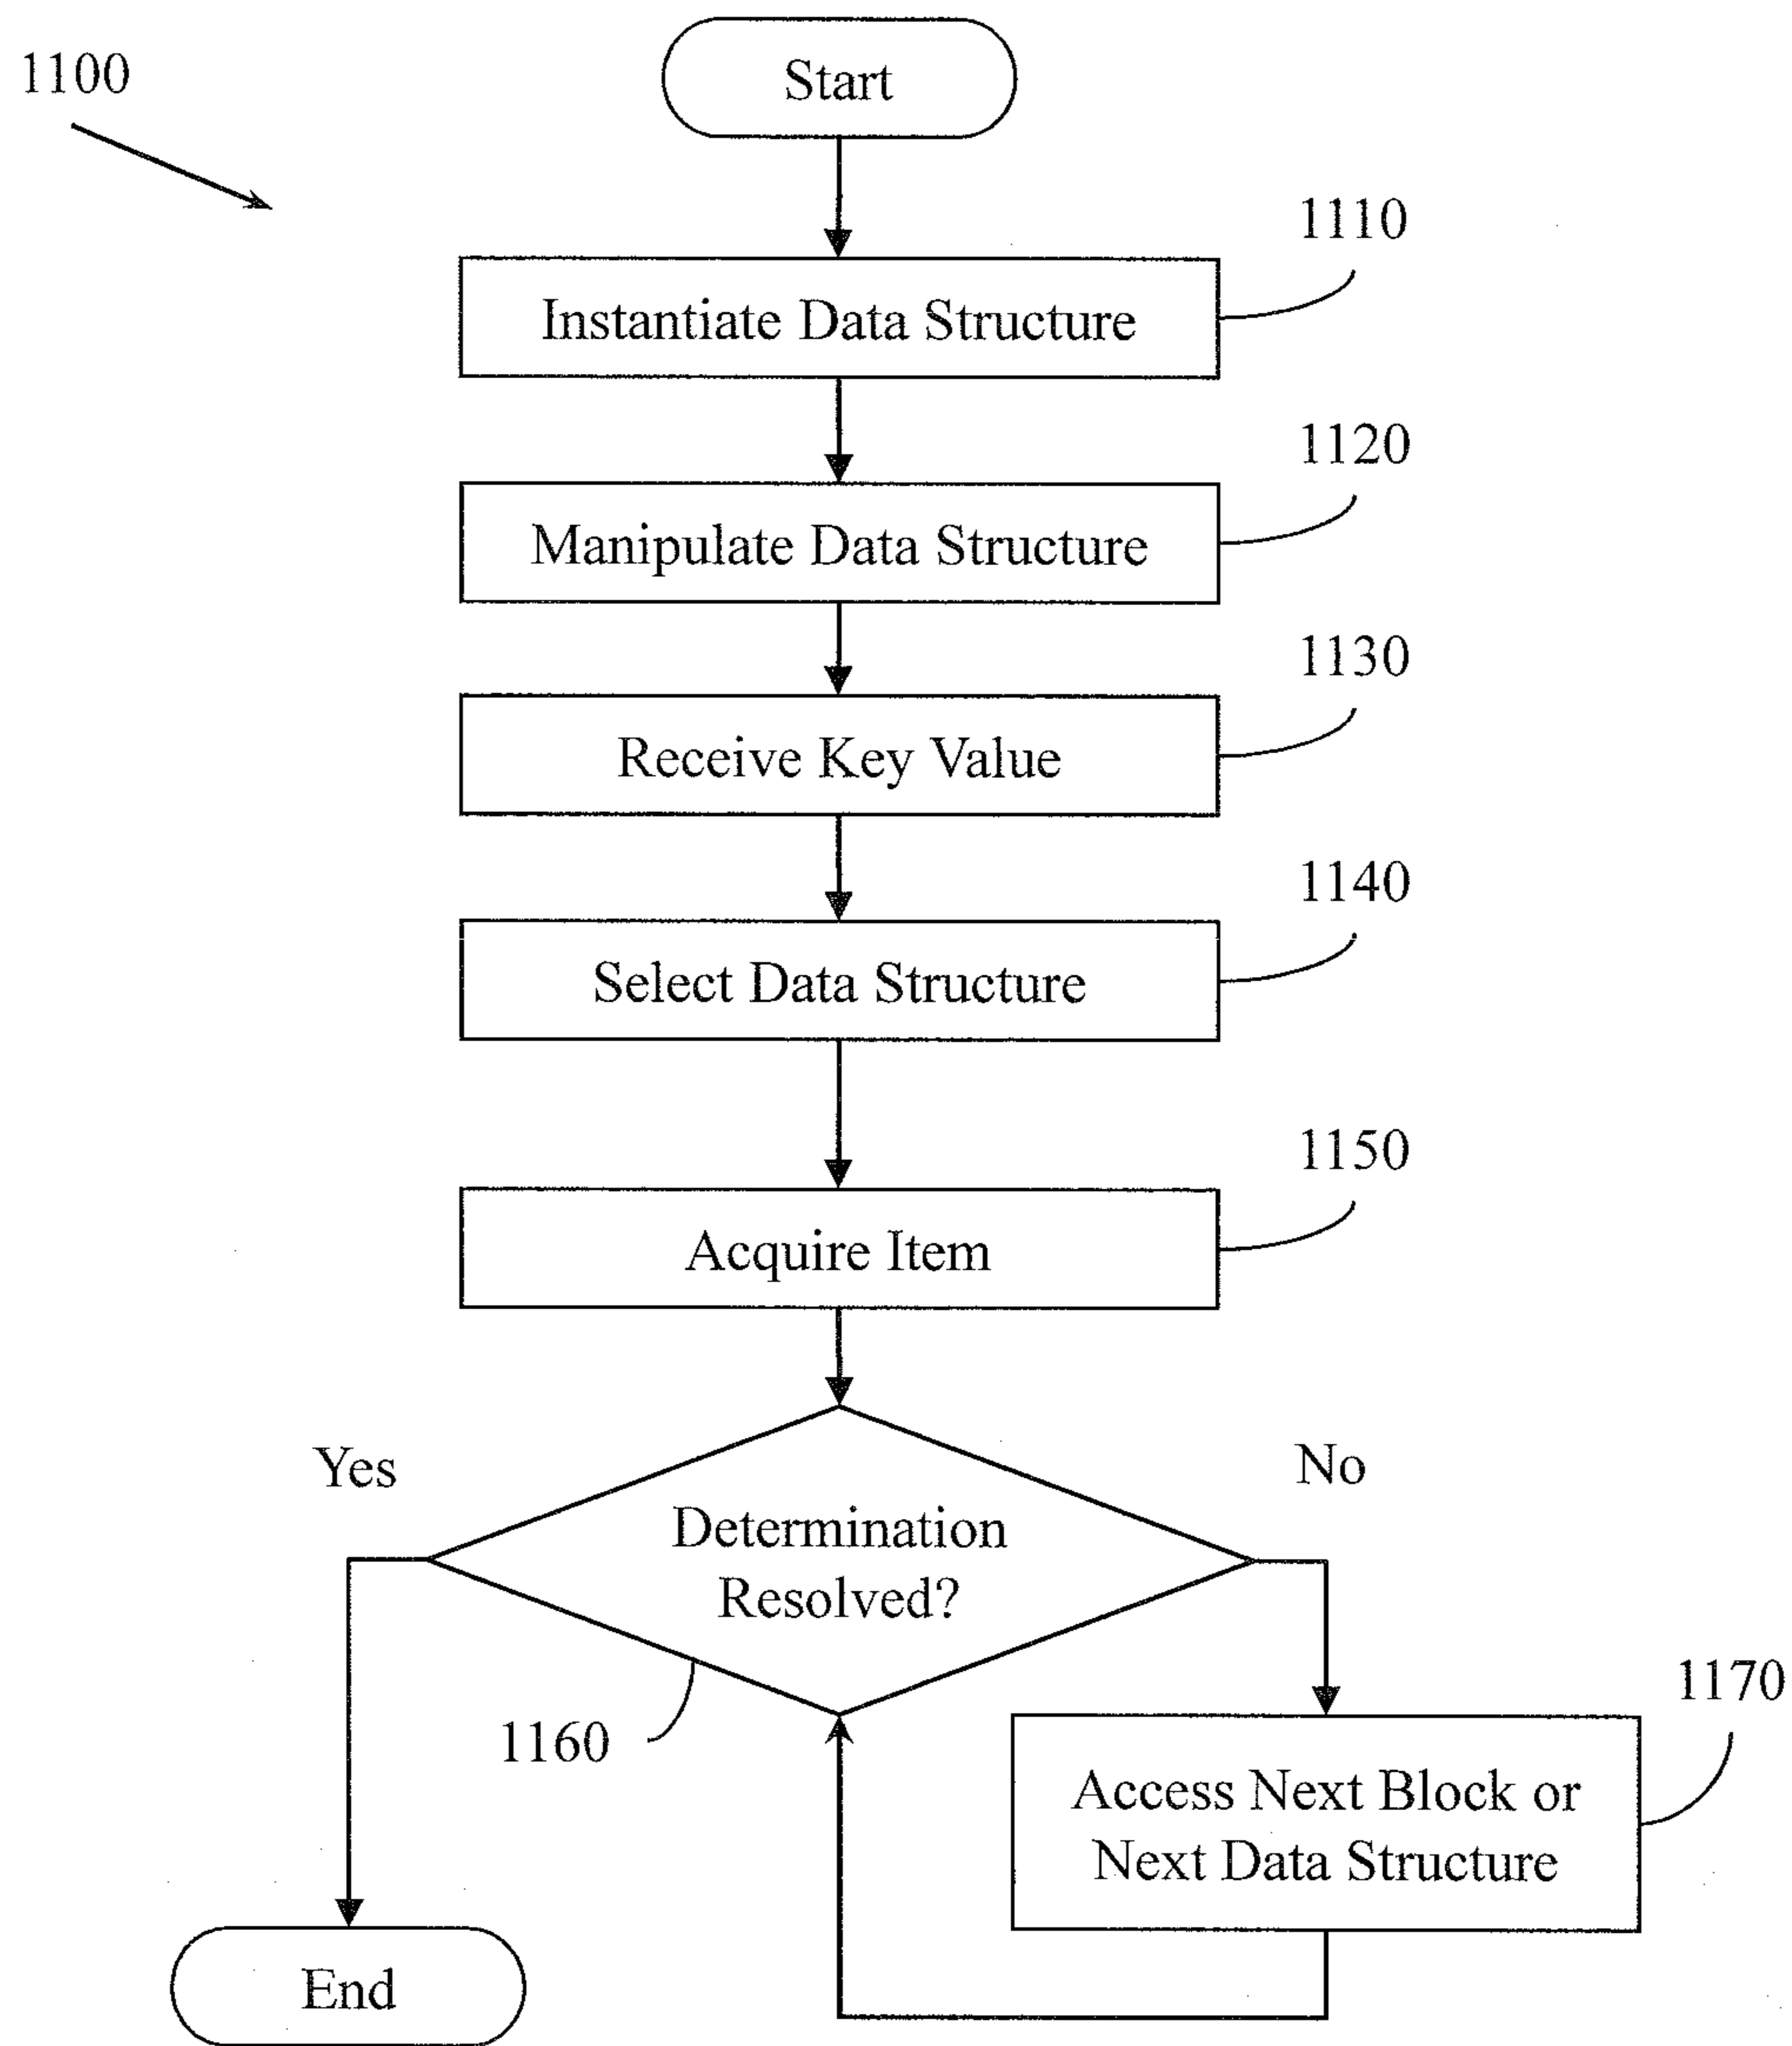 1100
Start
1110
Instantiate Data Structure
1120
Manipulate Data Structure
1130
Receive Key Value
1140
Select Data Structure
1150
Acquire Item
Yes
No
Determination
Resolved?
1160
1170
Access Next Block or
Next Data Structure
End